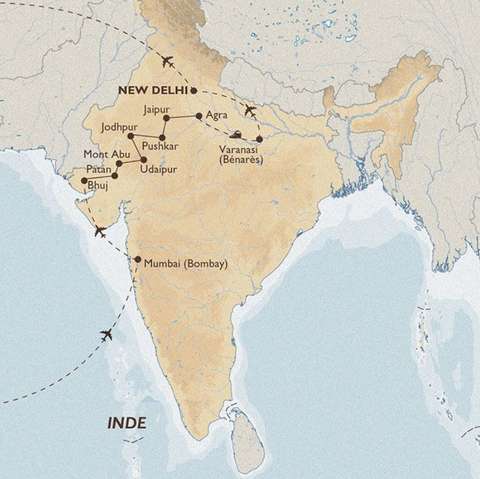 NEW DELHI
Jaipur
Agra
Jodhpur
Pushkar
Varanasi
(Bénarès)
Mont Abu
Udaipur
Patan
Bhuj
Mumbai (Bombay)
INDE